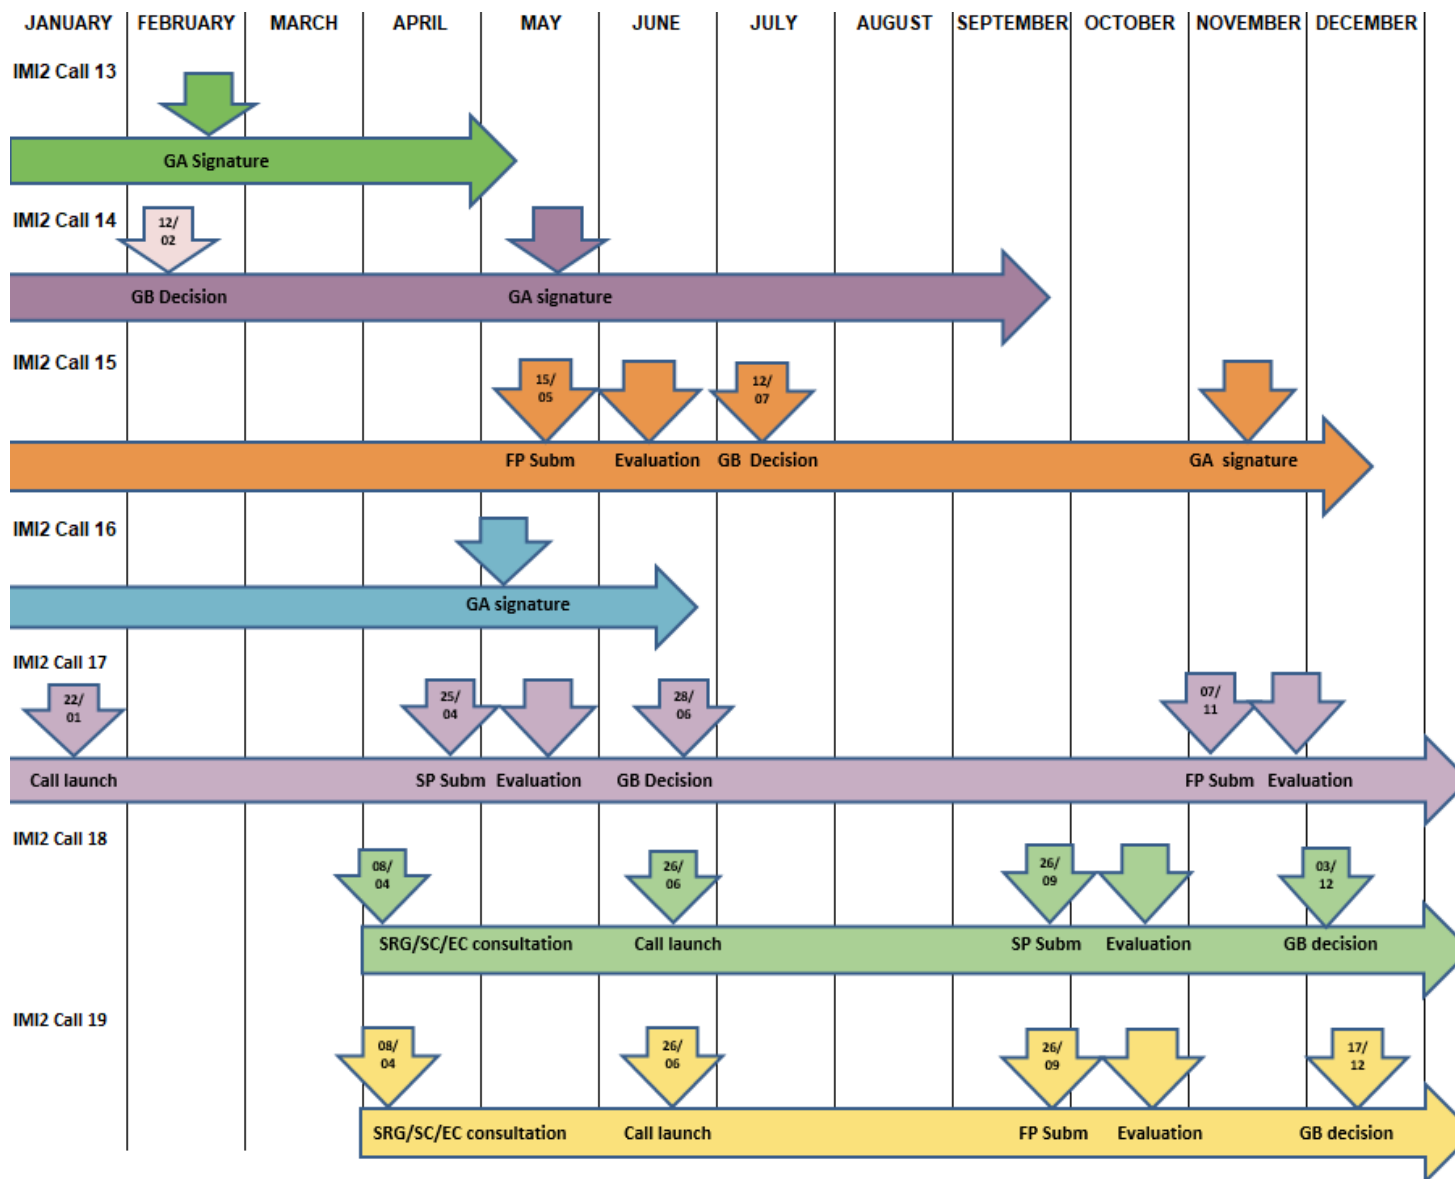 JANUARY FEBRUARY MARCH APRIL MAY JUNE JULY AUGUST SEPTEMBER OCTOBER NOVEMBER DECEMBER
IMI2 Call 13
GA Signature
IMI2 Call 14
12/
02
GB Decision GA signature
IMI2 Call 15
15/ 12/
05 07
FP Subm Evaluation GB Decision GA signature
IMI2 Call 16
GA signature
IMI2 Call 17
22/ 25/ 28/ 07/
01 04 06 11
Call launch SP Subm Evaluation GB Decision FP Subm Evaluation
IMI2 Call 18
08/ 26/ 26/ 03/
04 06 09 12
SRG/SC/EC consultation Call launch SP Subm Evaluation GB decision
IMI2 Call 19
08/ 26/ 26/ 17/
04 06 09 12
SRG/SC/EC consultation Call launch FP Subm Evaluation GB decision